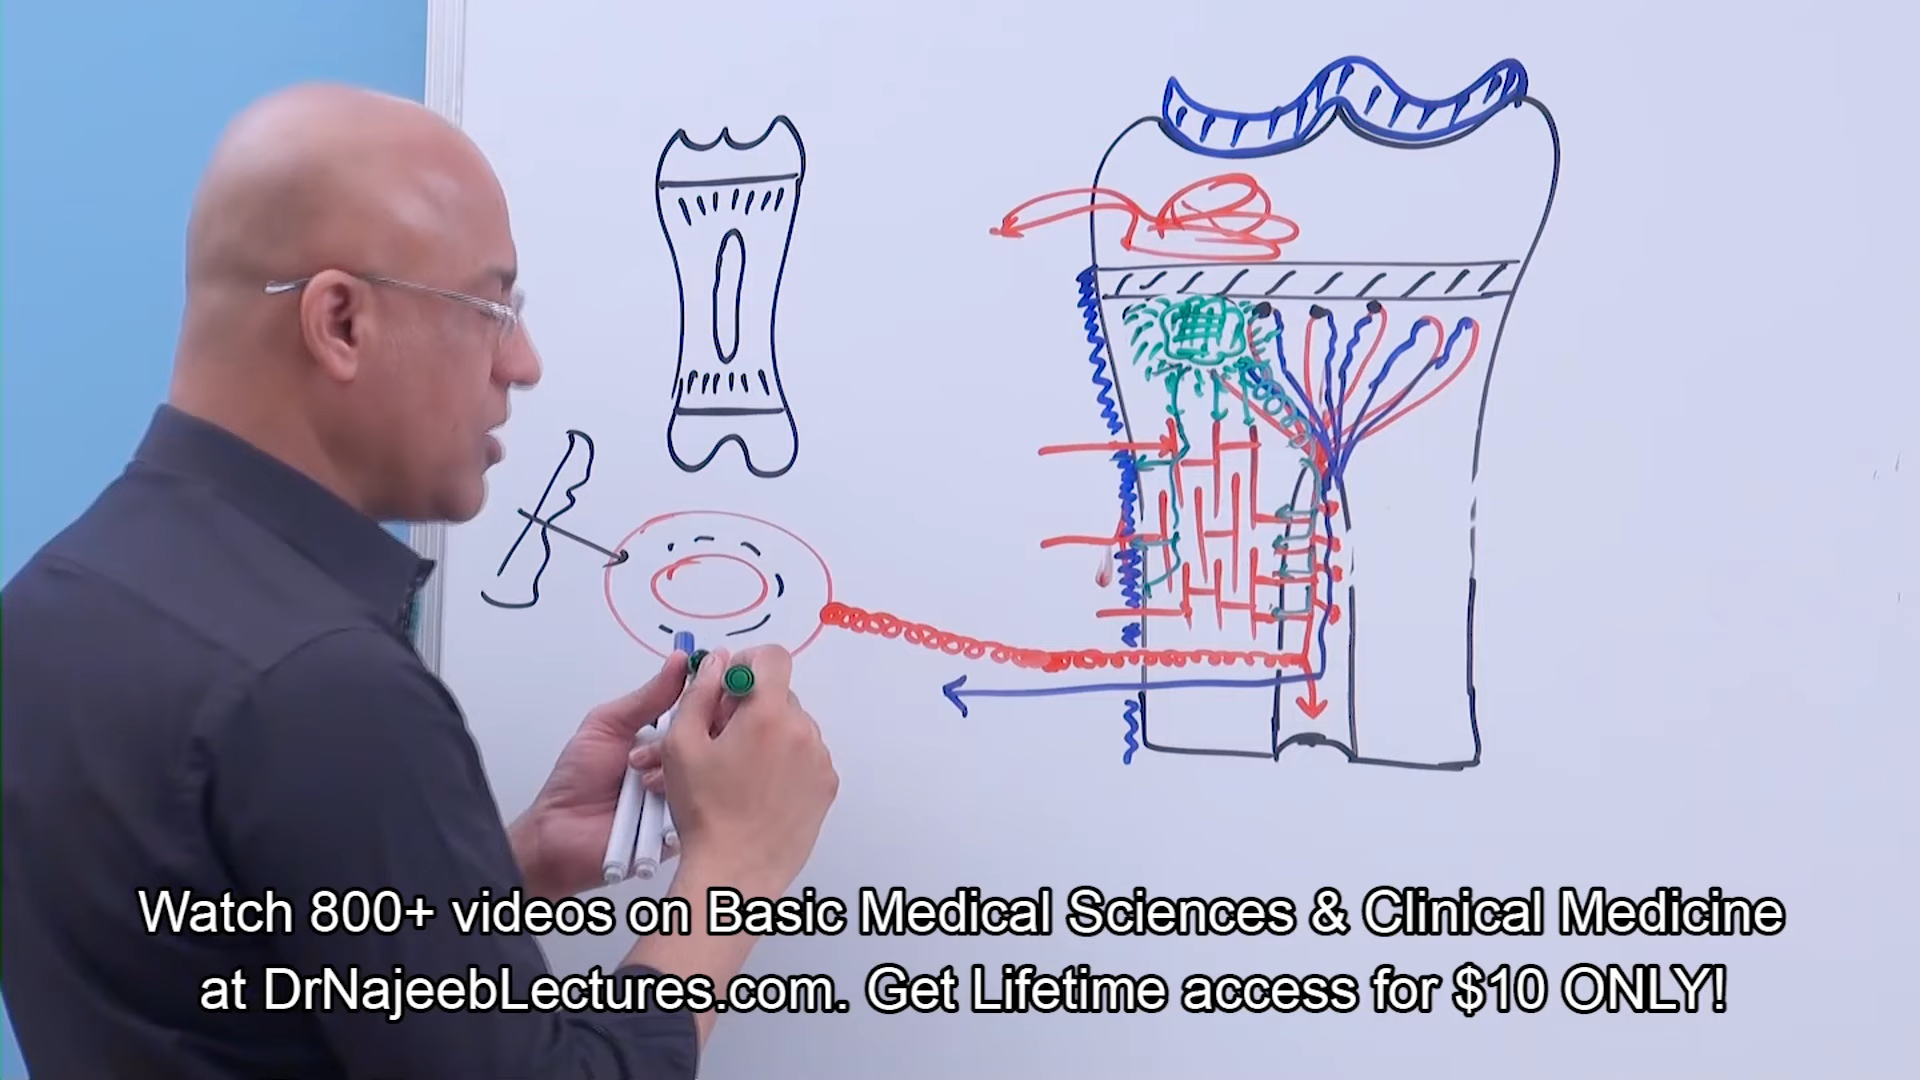 Watch 800+ videos on Basic Medical Sciences & Clinical Medicine
at DrNajeebLectures.com. Get Lifetime access for $10 ONLY!